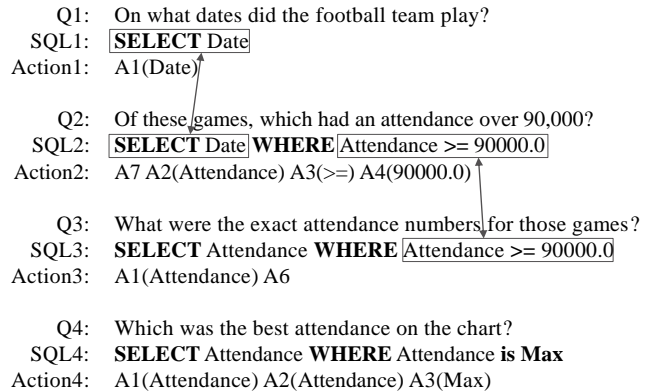 Q1: On what dates did the football team play?
SQL1: SELECT Date
Action1: A1(Date)
Q2: Of these games, which had an attendance over 90,000?
SQL2: SELECT Date WHERE Attendance >= 90000.0
Action2: A7 A2(Attendance) A3(>=) A4(90000.0)
Q3: What were the exact attendance numbers for those games?
SQL3: SELECT Attendance WHERE Attendance >= 90000.0
Action3: A1(Attendance) A6
Q4: Which was the best attendance on the chart?
SQL4: SELECT Attendance WHERE Attendance is Max
Action4: A1(Attendance) A2(Attendance) A3(Max)